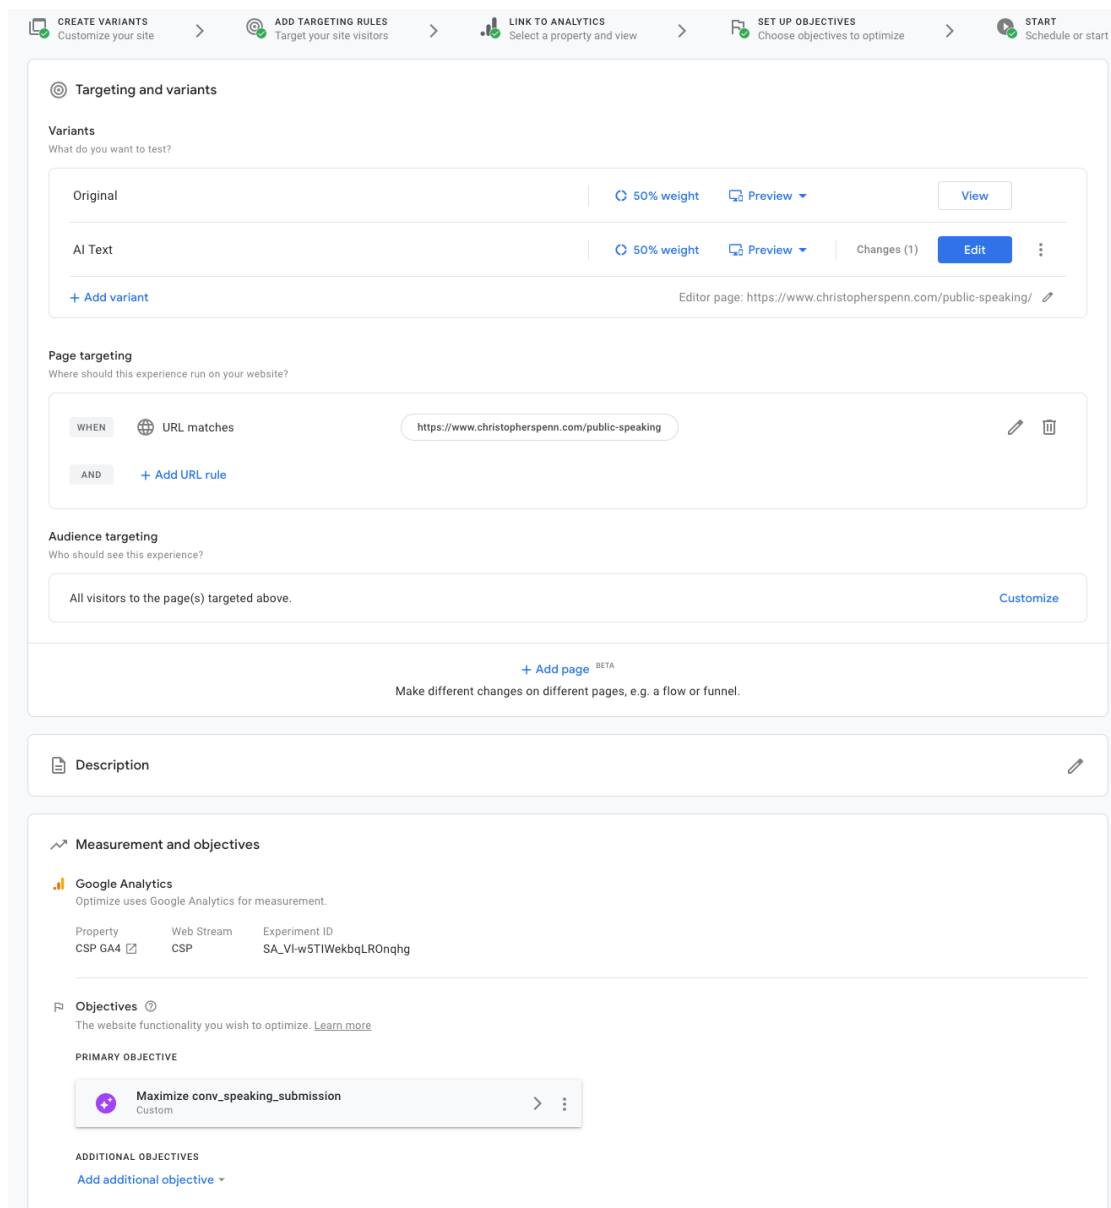 CREATE VARIANTS
Customize your site
ADD TARGETING RULES
Target your site visitors
LINK TO ANALYTICS
Select a property and view
SET UP OBJECTIVES
Choose objectives to optimize
START
Schedule or start
Targeting and variants
Variants
What do you want to test?
Original
50% weight
Preview
View
AI Text
50% weight
Preview
Changes (1)
Edit
+ Add variant
Editor page: https://www.christopherspenn.com/public-speaking/
Page targeting
Where should this experience run on your website?
WHEN
URL matches
https://www.christopherspenn.com/public-speaking
AND
+ Add URL rule
Audience targeting
Who should see this experience?
All visitors to the page(s) targeted above.
Customize
+ Add page BETA
Make different changes on different pages, e.g. a flow or funnel.
Description
Measurement and objectives
Google Analytics
Optimize uses Google Analytics for measurement.
Property
Web Stream
Experiment ID
CSP GA4
CSP
SA_Vl-w5TIWekbqLROnqhg
Objectives
The website functionality you wish to optimize. Learn more
PRIMARY OBJECTIVE
Maximize conv_speaking_submission
Custom
ADDITIONAL OBJECTIVES
Add additional objective